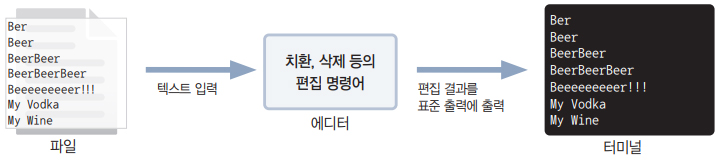 Ber
Beer
BeerBeer
BeerBeerBeer
Beeeeeeeeer!!!
My Vodka
My Wine
파일
텍스트 입력
치환, 삭제 등의
편집 명령어
에디터
편집 결과를
표준 출력에 출력
Ber
Beer
BeerBeer
BeerBeerBeer
Beeeeeeeeer!!!
My Vodka
My Wine
터미널